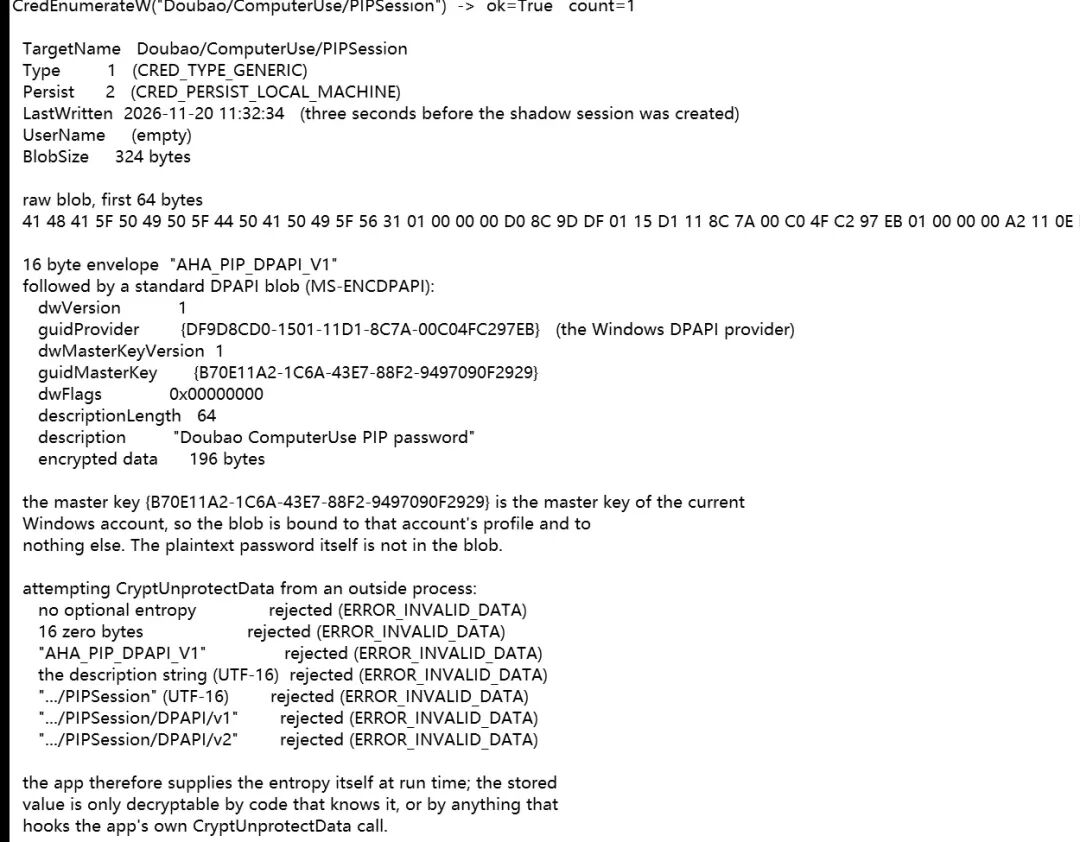 CredEnumerateW("Doubao/ComputerUse/PIPSession") -> ok=True count=1
TargetName Doubao/ComputerUse/PIPSession
Type 1 (CRED_TYPE_GENERIC)
Persist 2 (CRED_PERSIST_LOCAL_MACHINE)
LastWritten 2026-11-20 11:32:34 (three seconds before the shadow session was created)
UserName (empty)
BlobSize 324 bytes
raw blob, first 64 bytes
41 48 41 5F 50 49 50 5F 44 50 41 50 49 5F 56 31 01 00 00 00 D0 8C 9D DF 01 15 D1 11 8C 7A 00 C0 4F C2 97 EB 01 00 00 00 A2 11 0E
16 byte envelope "AHA_PIP_DPAPI_V1"
followed by a standard DPAPI blob (MS-ENCDPAPI):
dwVersion 1
guidProvider {DF9D8CD0-1501-11D1-8C7A-00C04FC297EB} (the Windows DPAPI provider)
dwMasterKeyVersion 1
guidMasterKey {B70E11A2-1C6A-43E7-88F2-9497090F2929}
dwFlags 0x00000000
descriptionLength 64
description "Doubao ComputerUse PIP password"
encrypted data 196 bytes
the master key {B70E11A2-1C6A-43E7-88F2-9497090F2929} is the master key of the current
Windows account, so the blob is bound to that account's profile and to
nothing else. The plaintext password itself is not in the blob.
attempting CryptUnprotectData from an outside process:
no optional entropy rejected (ERROR_INVALID_DATA)
16 zero bytes rejected (ERROR_INVALID_DATA)
"AHA_PIP_DPAPI_V1" rejected (ERROR_INVALID_DATA)
the description string (UTF-16) rejected (ERROR_INVALID_DATA)
".../PIPSession" (UTF-16) rejected (ERROR_INVALID_DATA)
".../PIPSession/DPAPI/v1" rejected (ERROR_INVALID_DATA)
".../PIPSession/DPAPI/v2" rejected (ERROR_INVALID_DATA)
the app therefore supplies the entropy itself at run time; the stored
value is only decryptable by code that knows it, or by anything that
hooks the app's own CryptUnprotectData call.